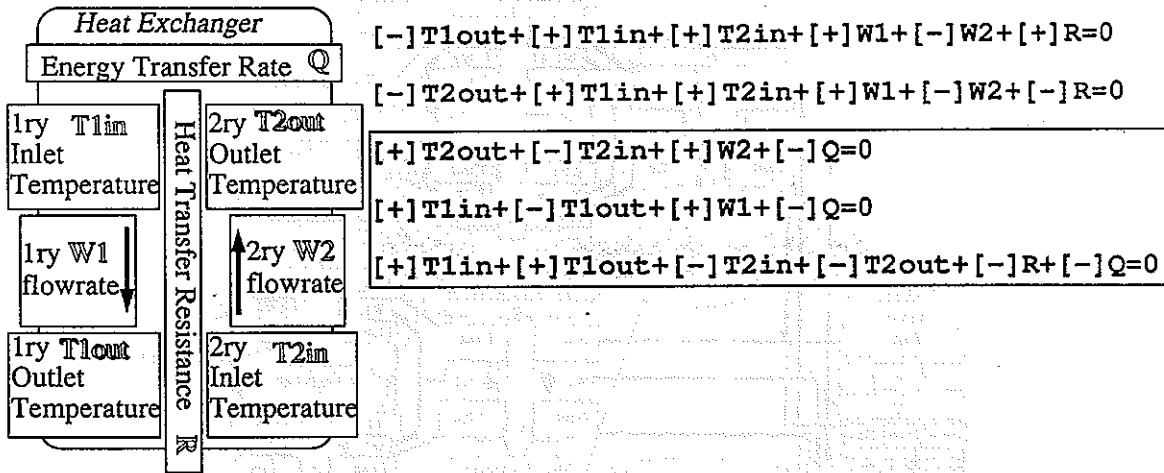 Heat Exchanger
Energy Transfer Rate Q
1ry T1in
Inlet
Temperature
2ry T2out
Outlet
Temperature
Heat Transfer Resistance R
1ry W1
flowrate
2ry W2
flowrate
1ry T1out
Outlet
Temperature
2ry T2in
Inlet
Temperature
[-]T1out+[+]T1in+[+]T2in+[+]W1+[-]W2+[+]R=0
[-]T2out+[+]T1in+[+]T2in+[+]W1+[-]W2+[-]R=0
[+]T2out+[-]T2in+[+]W2+[-]Q=0
[+]T1in+[-]T1out+[+]W1+[-]Q=0
[+]T1in+[+]T1out+[-]T2in+[-]T2out+[-]R+[-]Q=0